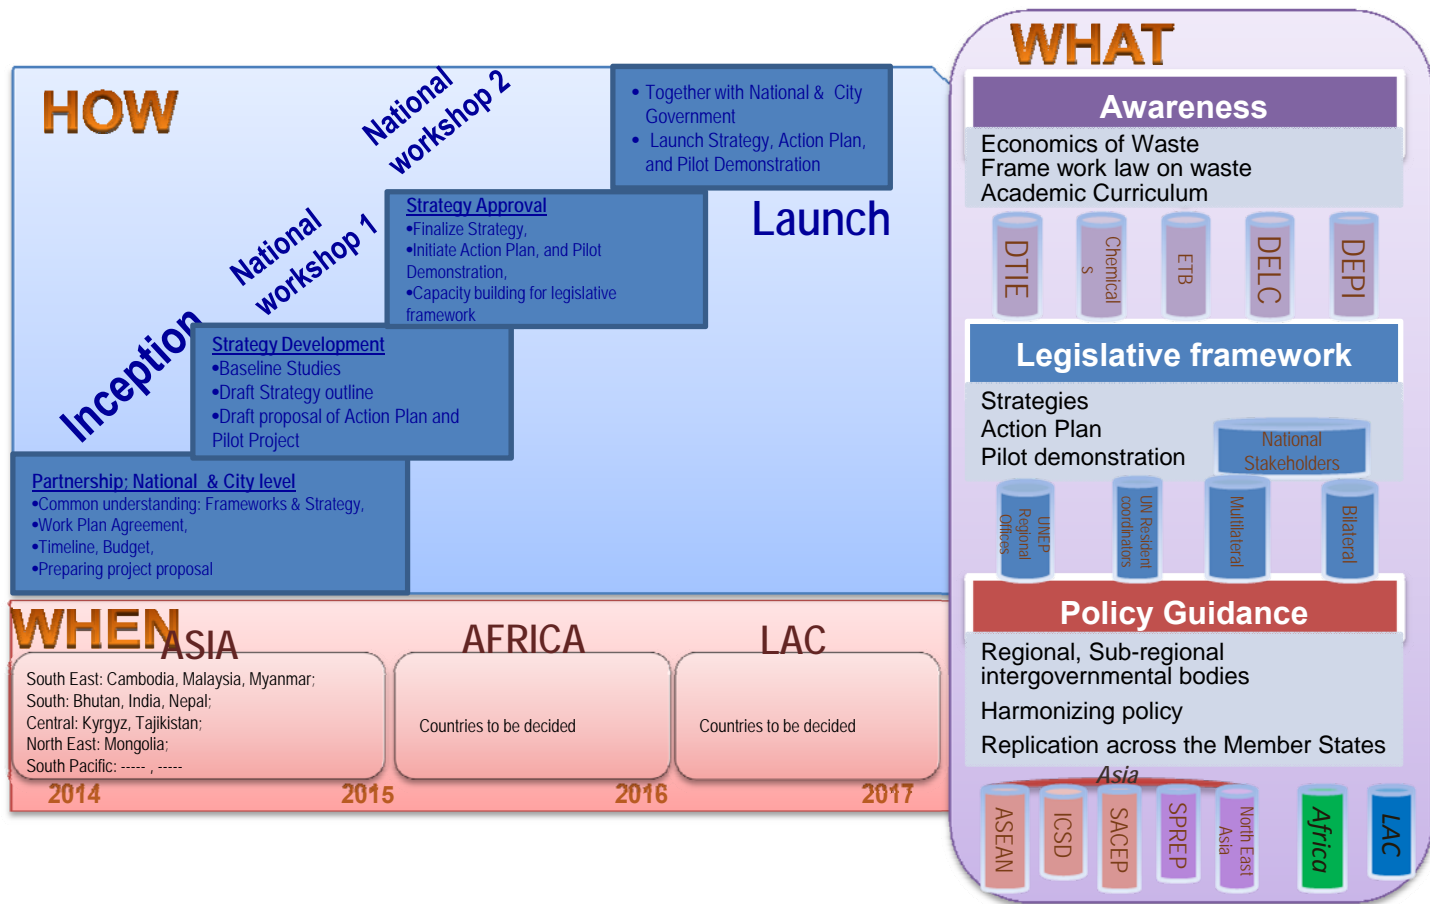 HOW
Inception
National
workshop 1
National
workshop 2
Launch
• Together with National & City
Government
• Launch Strategy, Action Plan,
and Pilot Demonstration
Strategy Approval
•Finalize Strategy,
•Initiate Action Plan, and Pilot
Demonstration,
•Capacity building for legislative
framework
Strategy Development
•Baseline Studies
•Draft Strategy outline
•Draft proposal of Action Plan and
Pilot Project
Partnership; National & City level
•Common understanding: Frameworks & Strategy,
•Work Plan Agreement,
•Timeline, Budget,
•Preparing project proposal
WHEN
ASIA
South East: Cambodia, Malaysia, Myanmar;
South: Bhutan, India, Nepal;
Central: Kyrgyz, Tajikistan;
North East: Mongolia;
South Pacific: ----- , -----
AFRICA
Countries to be decided
LAC
Countries to be decided
2014
2015
2016
2017
WHAT
Awareness
Economics of Waste
Frame work law on waste
Academic Curriculum
DTIE
Chemical
s
ETB
DELC
DEPI
Legislative framework
Strategies
Action Plan
Pilot demonstration
National
Stakeholders
UNEP
Regional
Offices
UN Resident
coordinators
Multilateral
Bilateral
Policy Guidance
Regional, Sub-regional
intergovernmental bodies
Harmonizing policy
Replication across the Member States
Asia
ASEAN
ICSD
SACEP
SPREP
North East
Asia
Africa
LAC